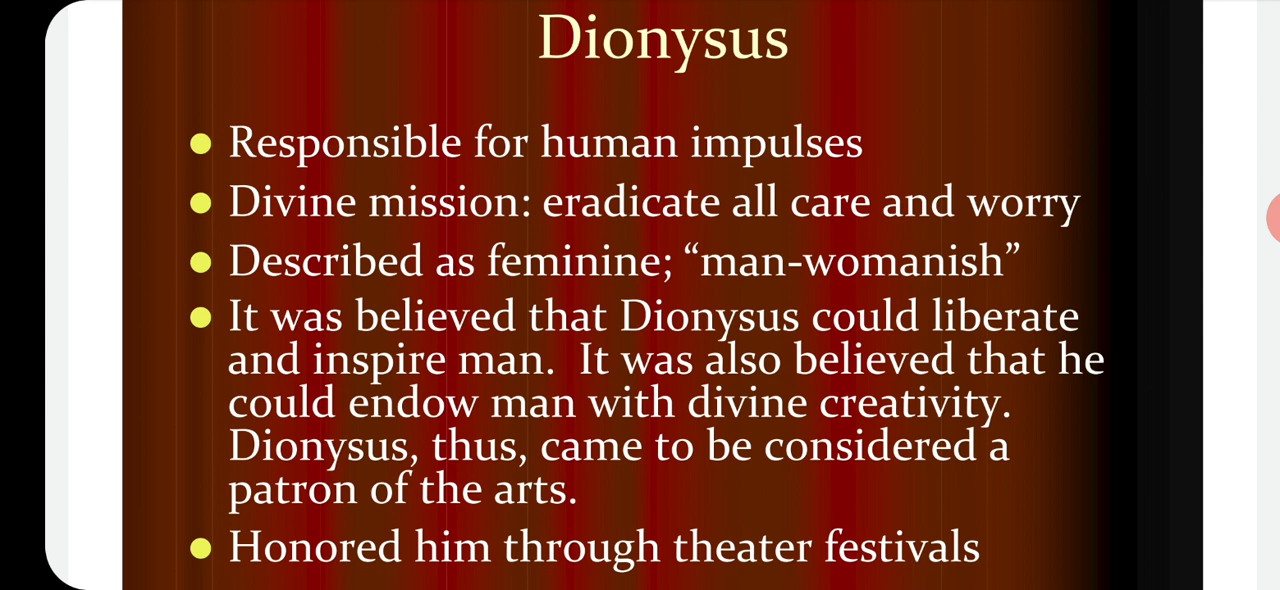 Dionysus
Responsible for human impulses
Divine mission: eradicate all care and worry
Described as feminine; “man-womanish”
It was believed that Dionysus could liberate
and inspire man.  It was also believed that he
could endow man with divine creativity.
Dionysus, thus, came to be considered a
patron of the arts.
Honored him through theater festivals